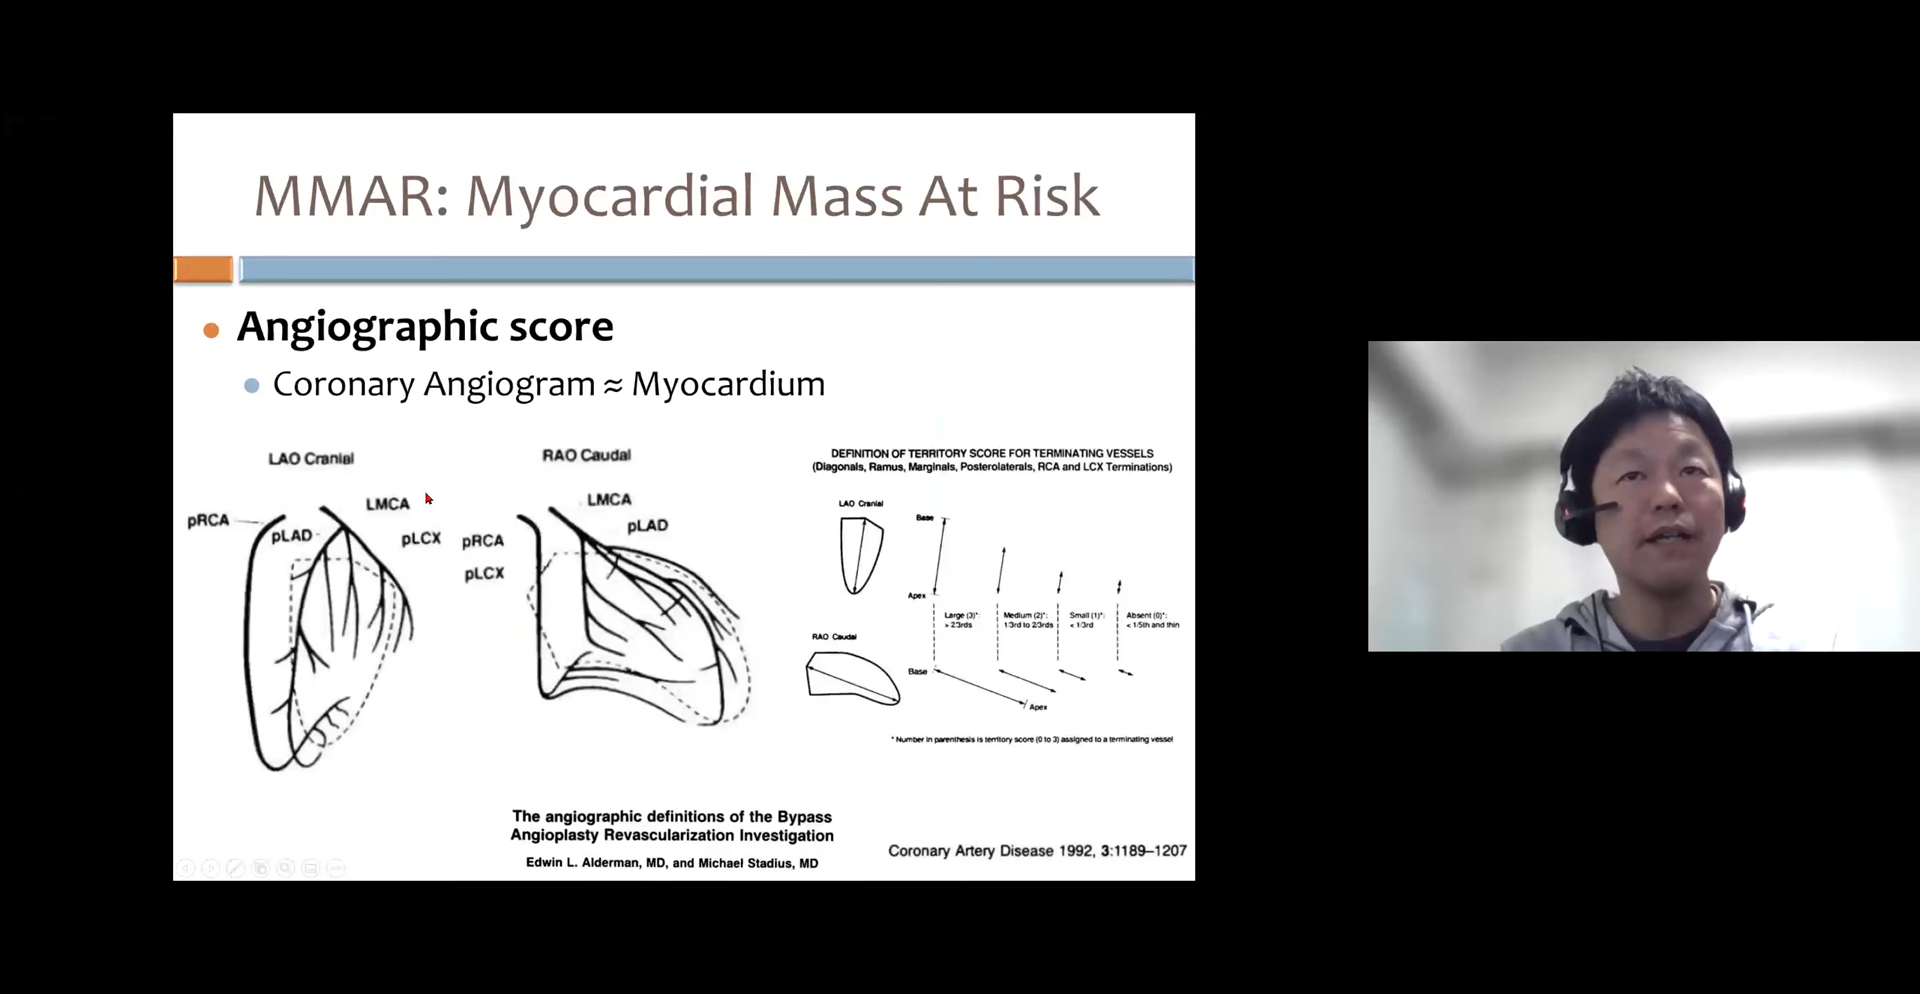 MMAR: Myocardial Mass At Risk
Angiographic score
Coronary Angiogram ≈ Myocardium
LAO Cranial
LMCA
pRCA
pLAD
pLCX
RAO Caudal
LMCA
pLAD
pRCA
pLCX
DEFINITION OF TERRITORY SCORE FOR TERMINATING VESSELS
(Diagonals, Ramus, Marginals, Posterolaterals, RCA and LCX Terminations)
LAO Cranial
Base
Apex
Large (3)*:
> 2/3rds
Medium (2)*:
1/3rd to 2/3rds
Small (1)*:
< 1/3rd
Absent (0)*:
< 1/5th and thin
RAO Caudal
Base
Apex
* Number in parenthesis is territory score (0 to 3) assigned to a terminating vessel
The angiographic definitions of the Bypass
Angioplasty Revascularization Investigation
Edwin L. Alderman, MD, and Michael Stadius, MD
Coronary Artery Disease 1992, 3:1189–1207